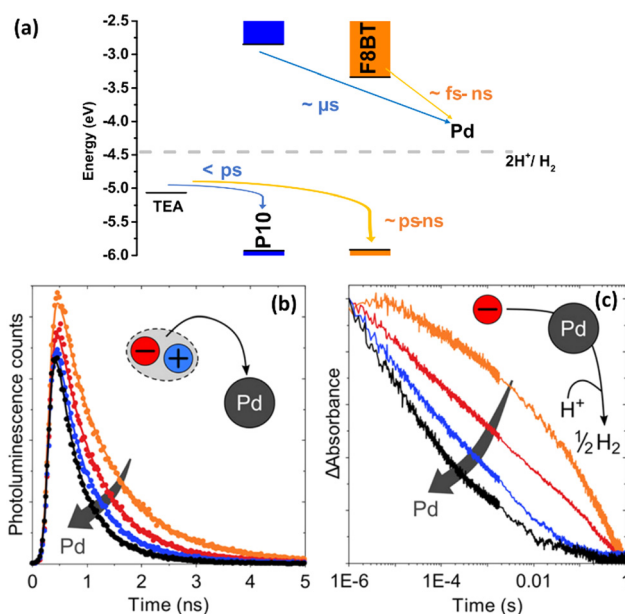 (a)
-2.5
-3.0
-3.5
-4.0
-4.5
-5.0
-5.5
-6.0
Energy (eV)
F8BT
~ fs- ns
~ µs
Pd
2H⁺/ H₂
< ps
TEA
P10
~ps-ns
(b)
Photoluminescence counts
− +
Pd
Pd
0 1 2 3 4 5
Time (ns)
(c)
ΔAbsorbance
−
Pd
H⁺
½ H₂
Pd
1E-6 1E-4 0.01 1
Time (s)